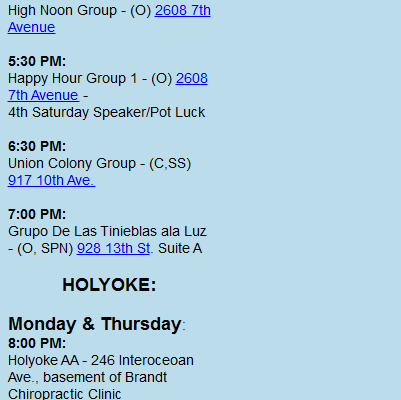 High Noon Group - (O) 2608 7th
Avenue
5:30 PM:
Happy Hour Group 1 - (O) 2608
7th Avenue -
4th Saturday Speaker/Pot Luck
6:30 PM:
Union Colony Group - (C,SS)
917 10th Ave.
7:00 PM:
Grupo De Las Tinieblas ala Luz
- (O, SPN) 928 13th St. Suite A
HOLYOKE:
Monday & Thursday:
8:00 PM:
Holyoke AA - 246 Interoceoan
Ave., basement of Brandt
Chiropractic Clinic